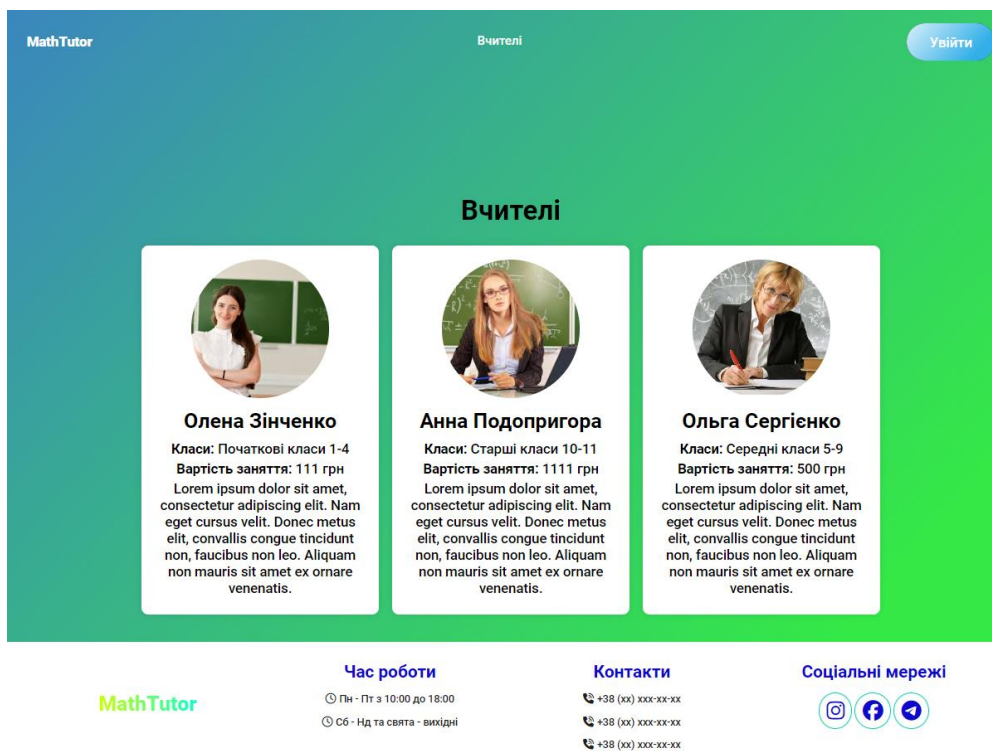 MathTutor
Вчителі
Увійти
Вчителі
Олена Зінченко
Класи: Початкові класи 1-4
Вартість заняття: 111 грн
Lorem ipsum dolor sit amet,
consectetur adipiscing elit. Nam
eget cursus velit. Donec metus
elit, convallis congue tincidunt
non, faucibus non leo. Aliquam
non mauris sit amet ex ornare
venenatis.
Анна Подопригора
Класи: Старші класи 10-11
Вартість заняття: 1111 грн
Lorem ipsum dolor sit amet,
consectetur adipiscing elit. Nam
eget cursus velit. Donec metus
elit, convallis congue tincidunt
non, faucibus non leo. Aliquam
non mauris sit amet ex ornare
venenatis.
Ольга Сергієнко
Класи: Середні класи 5-9
Вартість заняття: 500 грн
Lorem ipsum dolor sit amet,
consectetur adipiscing elit. Nam
eget cursus velit. Donec metus
elit, convallis congue tincidunt
non, faucibus non leo. Aliquam
non mauris sit amet ex ornare
venenatis.
MathTutor
Час роботи
Пн - Пт з 10:00 до 18:00
Сб - Нд та свята - вихідні
Контакти
+38 (xx) xxx-xx-xx
+38 (xx) xxx-xx-xx
+38 (xx) xxx-xx-xx
Соціальні мережі